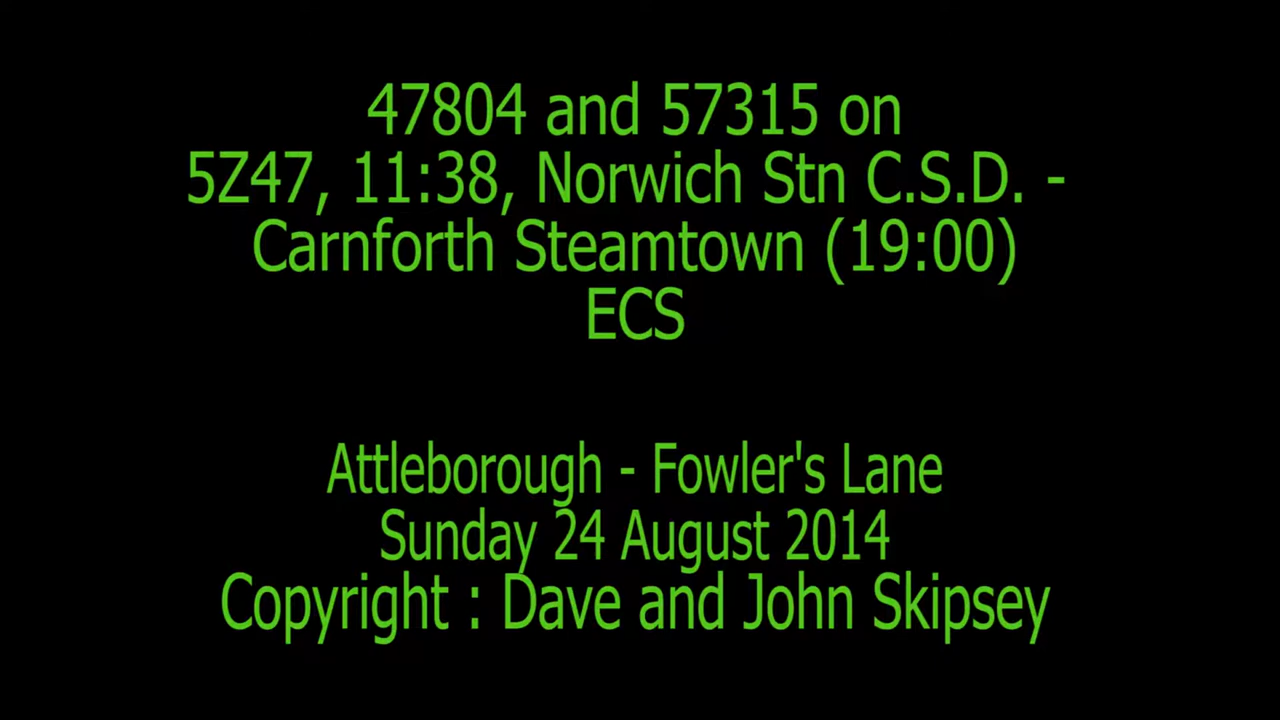 47804 and 57315 on
5Z47, 11:38, Norwich Stn C.S.D. -
Carnforth Steamtown (19:00)
ECS
Attleborough - Fowler's Lane
Sunday 24 August 2014
Copyright : Dave and John Skipsey